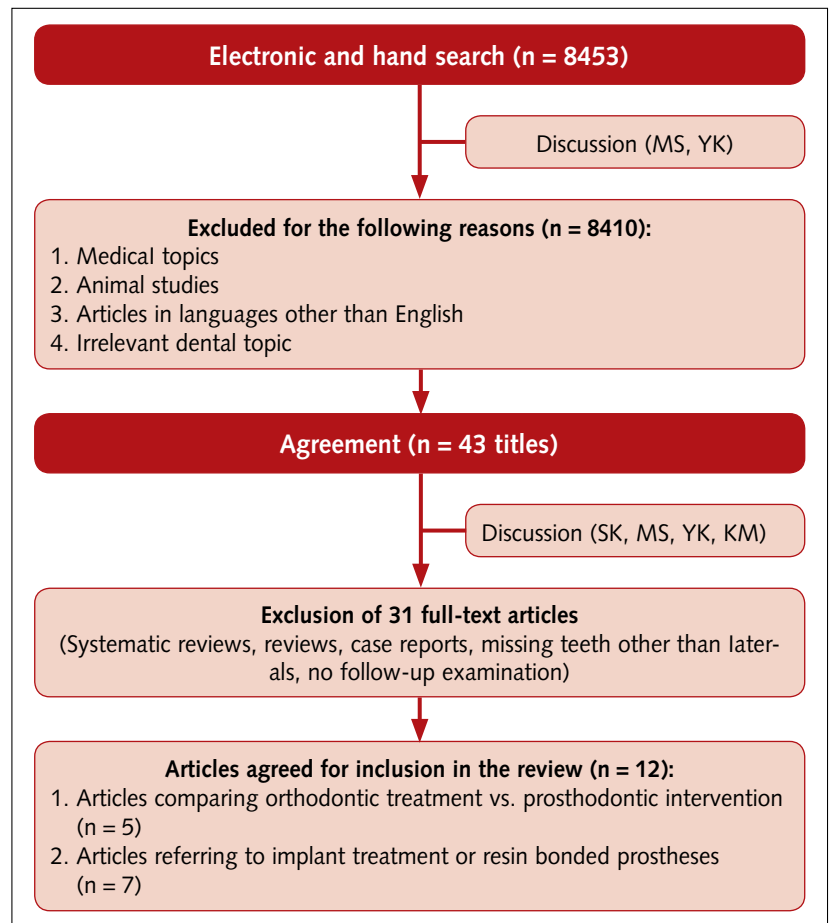 Electronic and hand search (n = 8453)
Discussion (MS, YK)
Excluded for the following reasons (n = 8410):
1. Medical topics
2. Animal studies
3. Articles in languages other than English
4. Irrelevant dental topic
Agreement (n = 43 titles)
Discussion (SK, MS, YK, KM)
Exclusion of 31 full-text articles
(Systematic reviews, reviews, case reports, missing teeth other than later-
als, no follow-up examination)
Articles agreed for inclusion in the review (n = 12):
1. Articles comparing orthodontic treatment vs. prosthodontic intervention
(n = 5)
2. Articles referring to implant treatment or resin bonded prostheses
(n = 7)